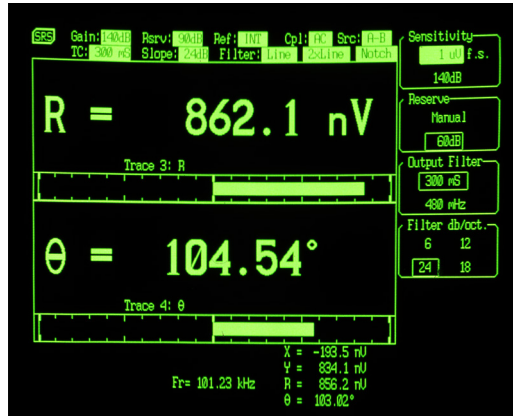 SRS Gain: 140dB Rsrv: 90dB Ref: INT Cpl: AC Src: A-B
TC: 300 mS Slope: 24dB Filter: Line 2xLine Notch
R = 862.1 nV
Trace 3: R
θ = 104.54°
Trace 4: θ
Fr= 101.23 kHz
X = -193.5 nV
Y = 834.1 nV
R = 856.2 nV
θ = 103.02°
Sensitivity
1 uV f.s.
140dB
Reserve
Manual
60dB
Output Filter
300 mS
480 mHz
Filter db/oct.
6 12
24 18